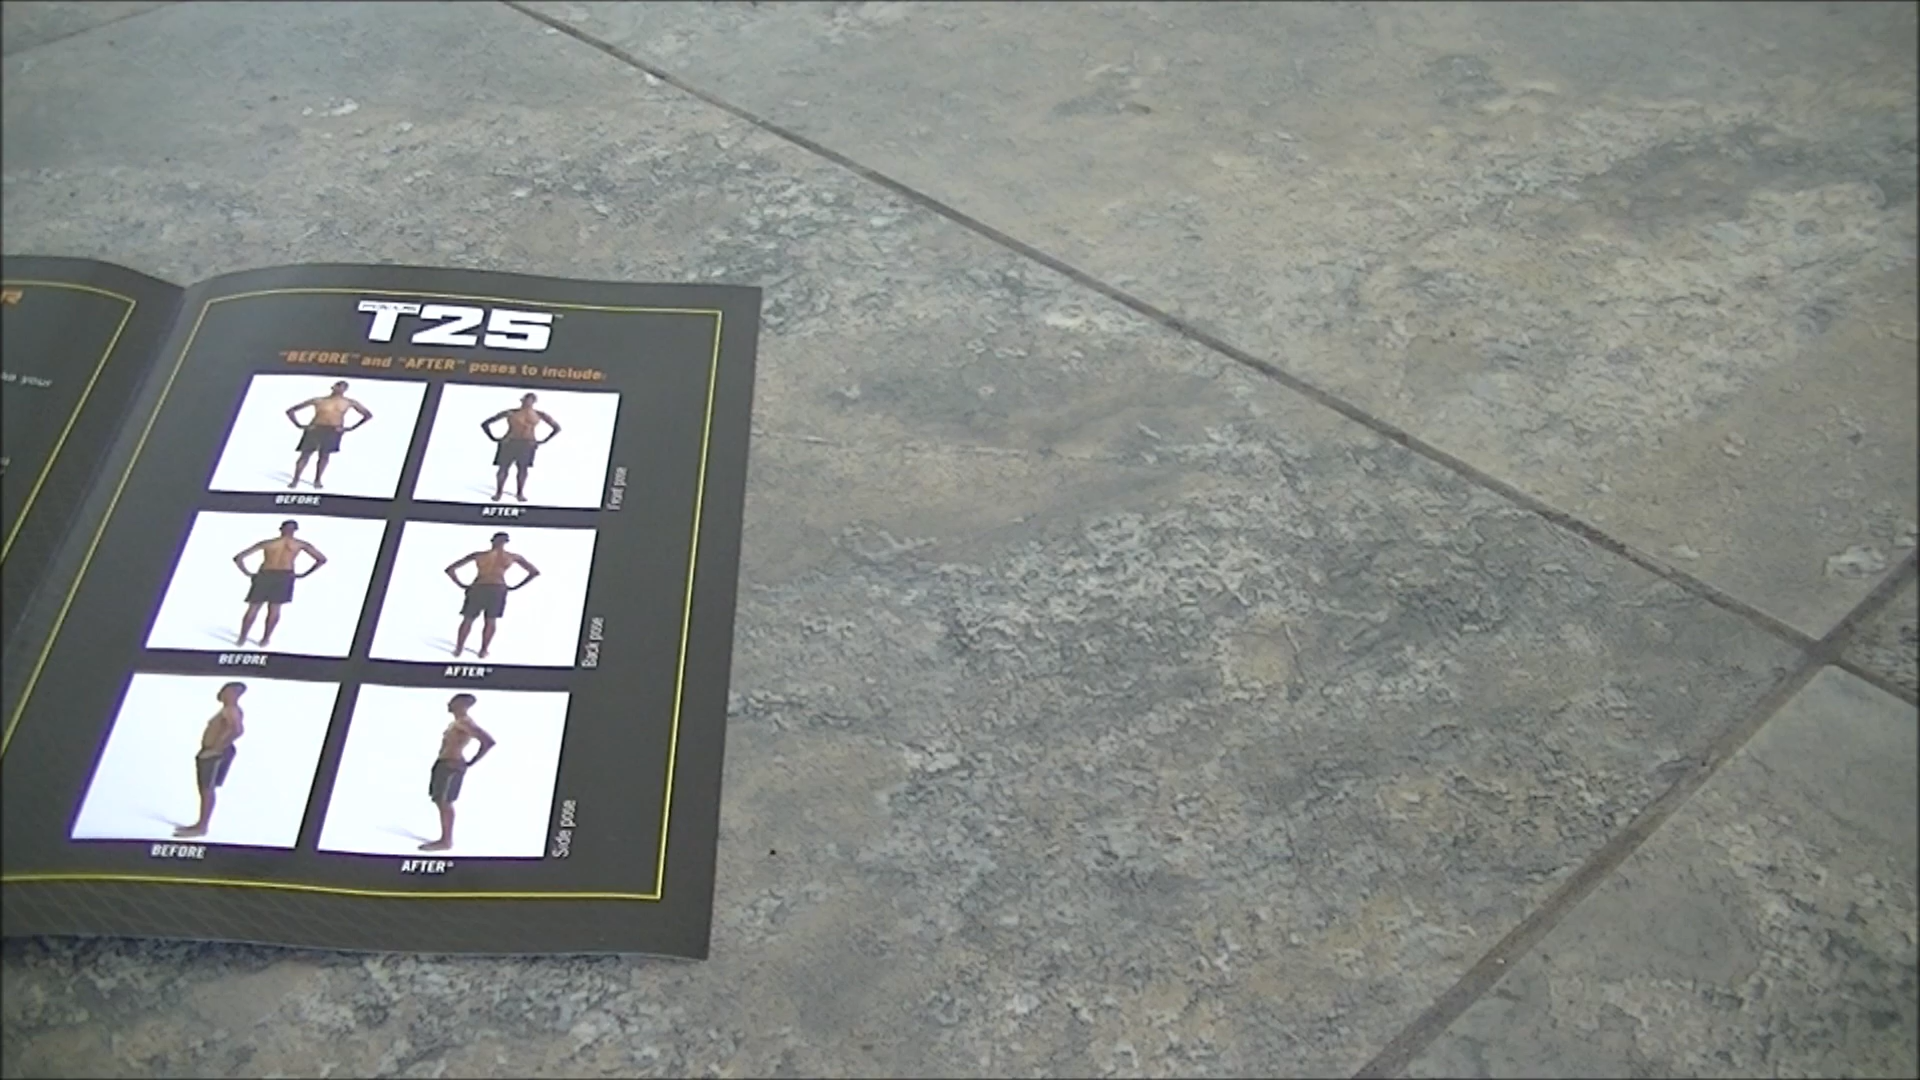 your
T25
"BEFORE" and "AFTER" poses to include:
BEFORE
AFTER*
Front pose
BEFORE
AFTER*
Back pose
BEFORE
AFTER*
Side pose